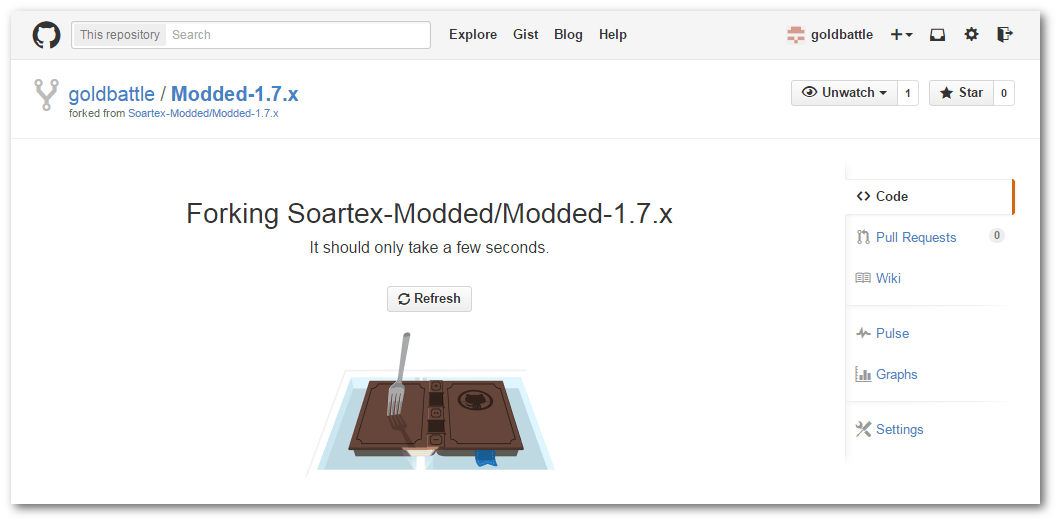 This repository Search Explore Gist Blog Help goldbattle
goldbattle / Modded-1.7.x Unwatch 1 Star 0
forked from Soartex-Modded/Modded-1.7.x
Forking Soartex-Modded/Modded-1.7.x
It should only take a few seconds.
Refresh
Code
Pull Requests 0
Wiki
Pulse
Graphs
Settings